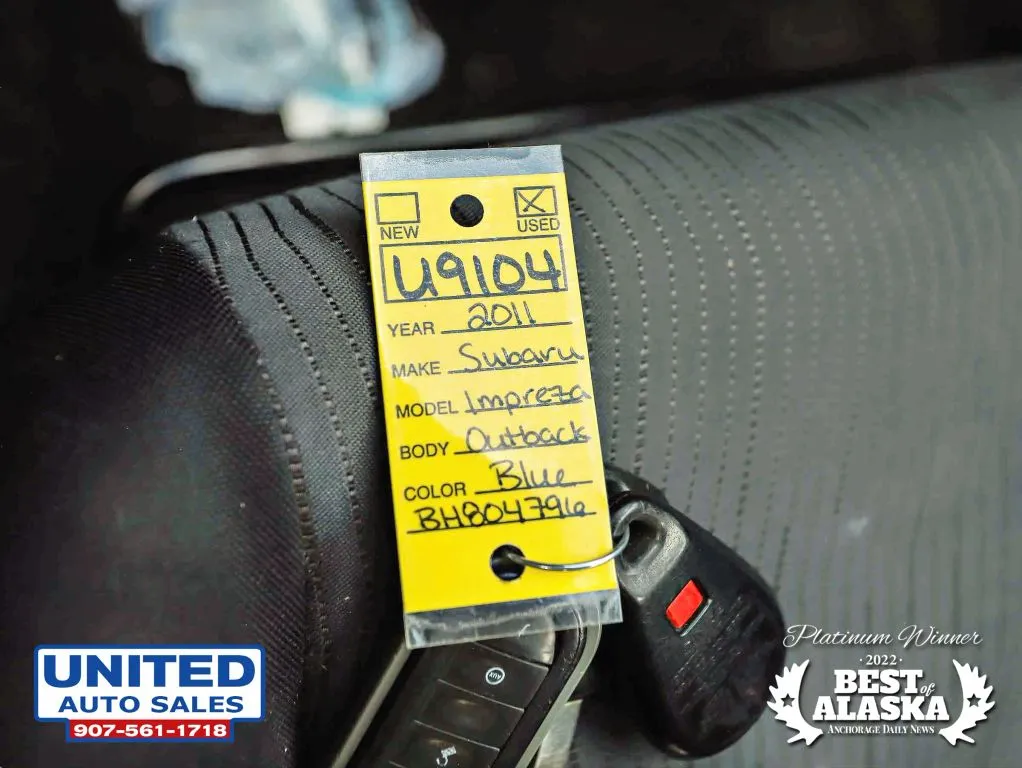 NEW USED
U9104
YEAR 2011
MAKE Subaru
MODEL Impreza
BODY Outback
COLOR Blue
BH804796
AUX
UNITED
AUTO SALES
907-561-1718
Platinum Winner
· 2022 ·
BEST of
ALASKA
ANCHORAGE DAILY NEWS